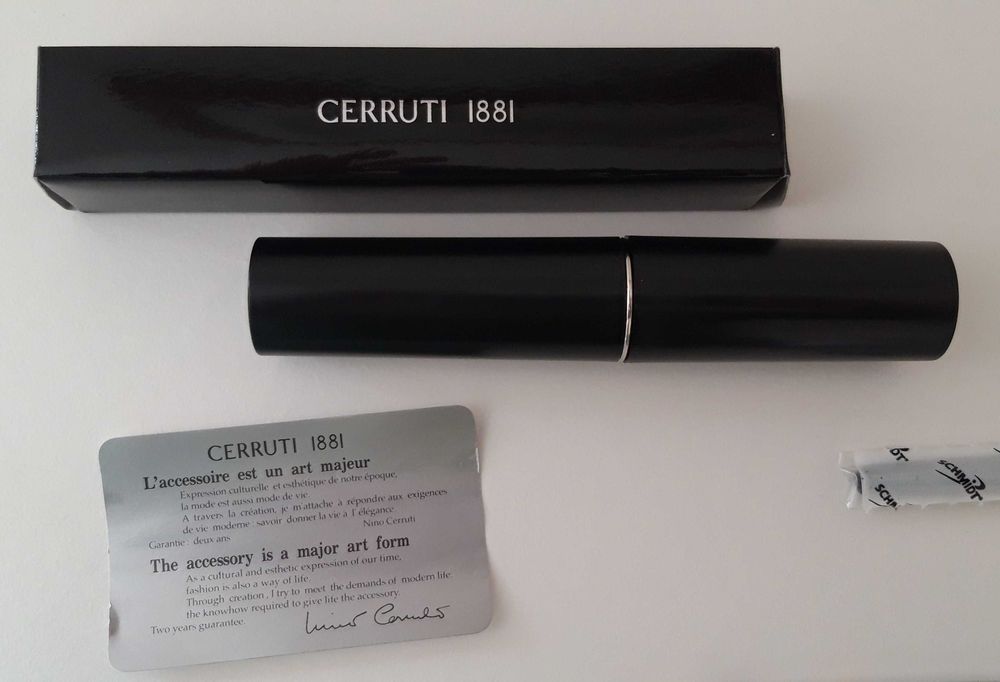 CERRUTI 1881
CERRUTI 1881
L'accessoire est un art majeur
Expression culturelle et esthétique de notre époque,
la mode est aussi mode de vie.
A travers la création, je m'attache à répondre aux exigences
de vie moderne : savoir donner la vie à l'élégance.
Nino Cerruti
Garantie : deux ans
The accessory is a major art form
As a cultural and esthetic expression of our time,
fashion is also a way of life.
Through creation, I try to meet the demands of modern life
the knowhow required to give life the accessory.
Two years guarantee.
Nino Cerruti
SCHMIDT
SCHMIDT